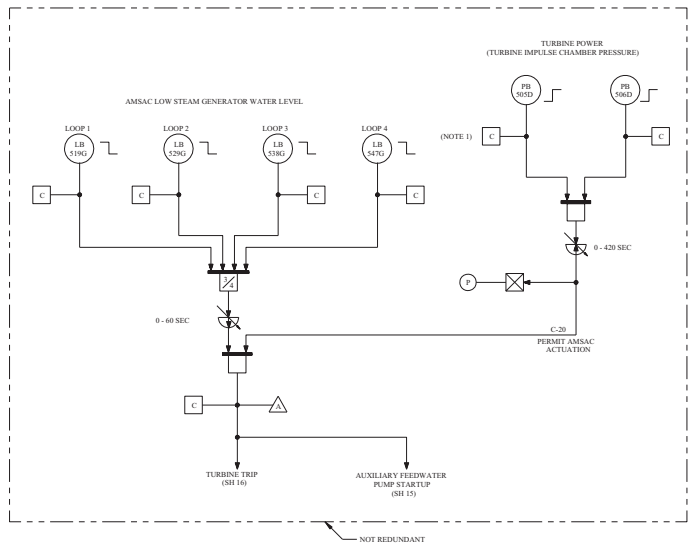 TURBINE POWER
(TURBINE IMPULSE CHAMBER PRESSURE)
PB
505D
PB
506D
AMSAC LOW STEAM GENERATOR WATER LEVEL
LOOP 1
LOOP 2
LOOP 3
LOOP 4
LB
519G
LB
529G
LB
538G
LB
547G
(NOTE 1)
C
C
C
C
C
C
3/4
0 - 420 SEC
P
0 - 60 SEC
C-20
PERMIT AMSAC
ACTUATION
C
A
TURBINE TRIP
(SH 16)
AUXILIARY FEEDWATER
PUMP STARTUP
(SH 15)
NOT REDUNDANT